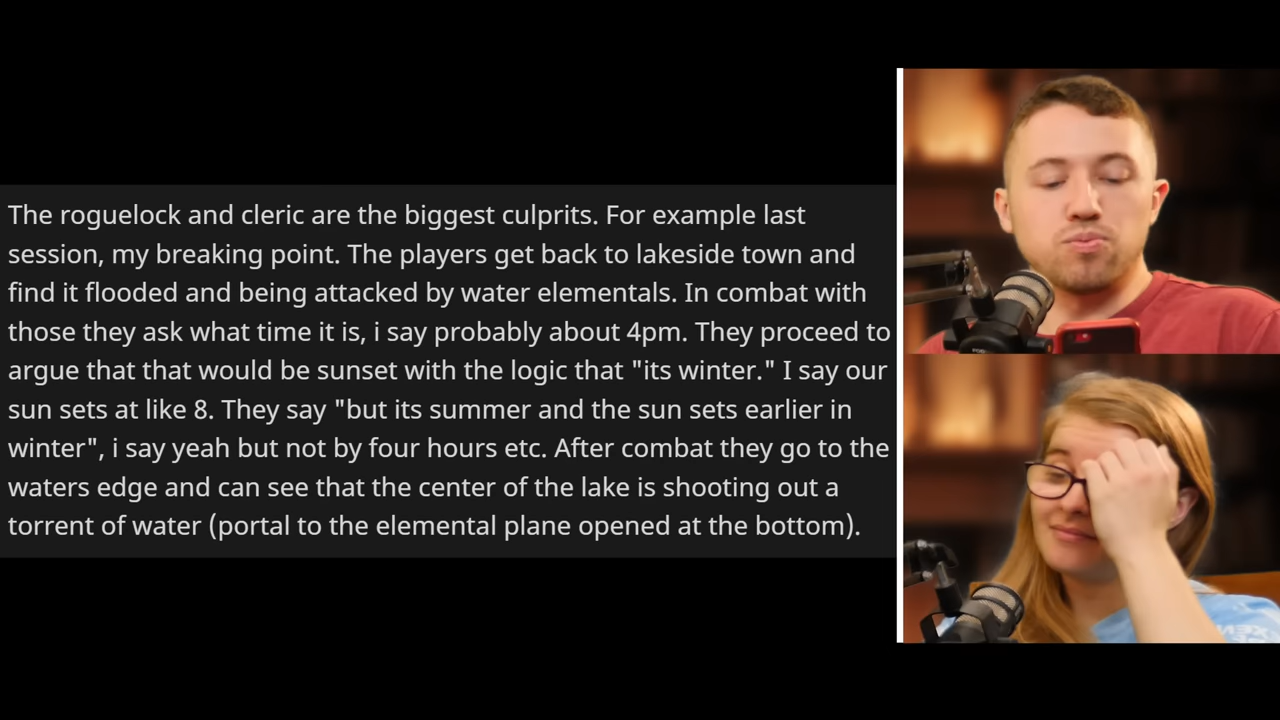 The roguelock and cleric are the biggest culprits. For example last
session, my breaking point. The players get back to lakeside town and
find it flooded and being attacked by water elementals. In combat with
those they ask what time it is, i say probably about 4pm. They proceed to
argue that that would be sunset with the logic that "its winter." I say our
sun sets at like 8. They say "but its summer and the sun sets earlier in
winter", i say yeah but not by four hours etc. After combat they go to the
waters edge and can see that the center of the lake is shooting out a
torrent of water (portal to the elemental plane opened at the bottom).